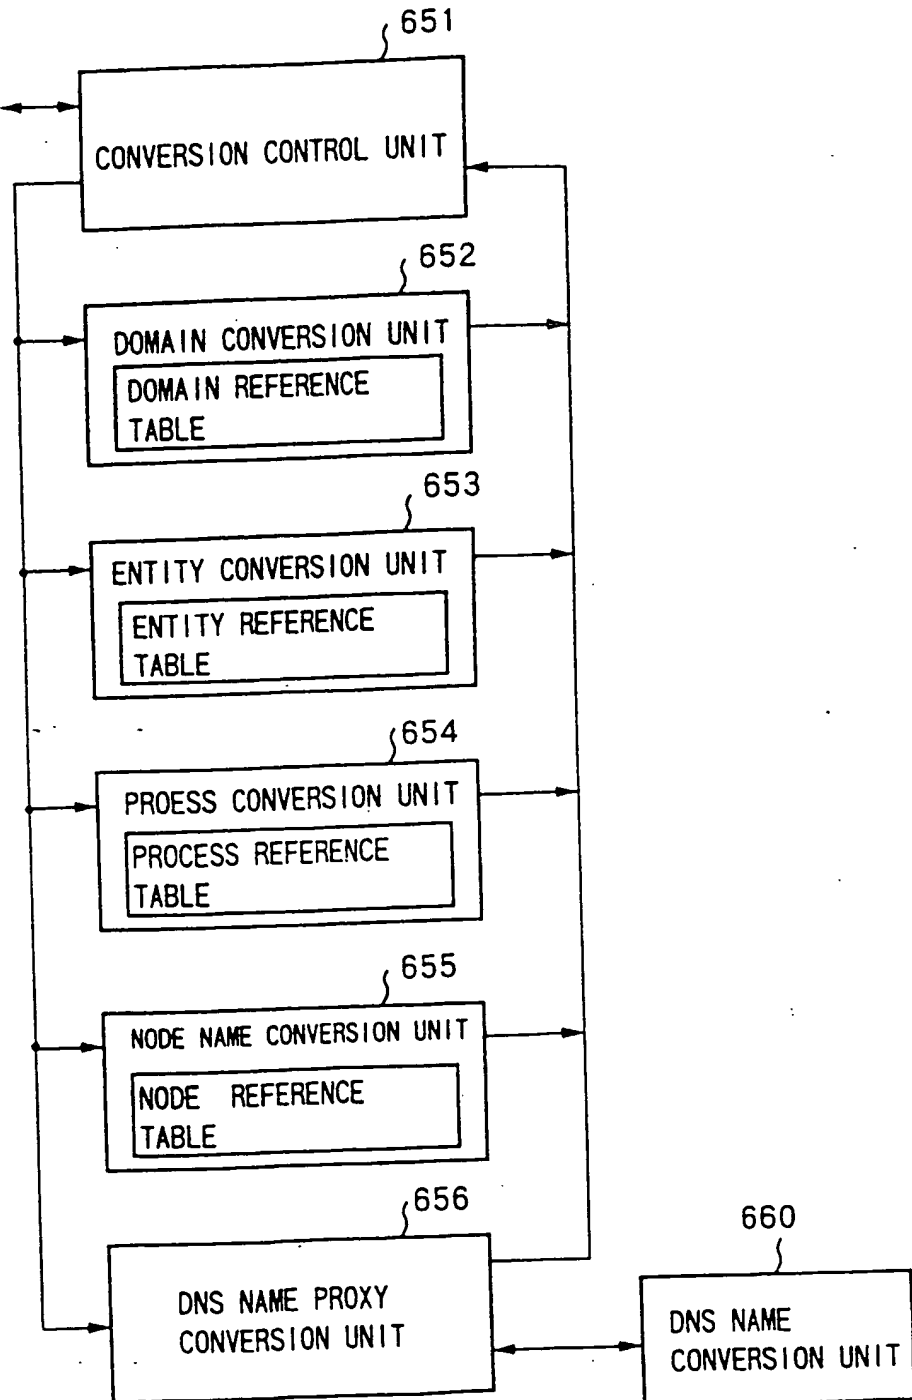 651
CONVERSION CONTROL UNIT
652
DOMAIN CONVERSION UNIT
DOMAIN REFERENCE
TABLE
653
ENTITY CONVERSION UNIT
ENTITY REFERENCE
TABLE
654
PROESS CONVERSION UNIT
PROCESS REFERENCE
TABLE
655
NODE NAME CONVERSION UNIT
NODE REFERENCE
TABLE
656
DNS NAME PROXY
CONVERSION UNIT
660
DNS NAME
CONVERSION UNIT